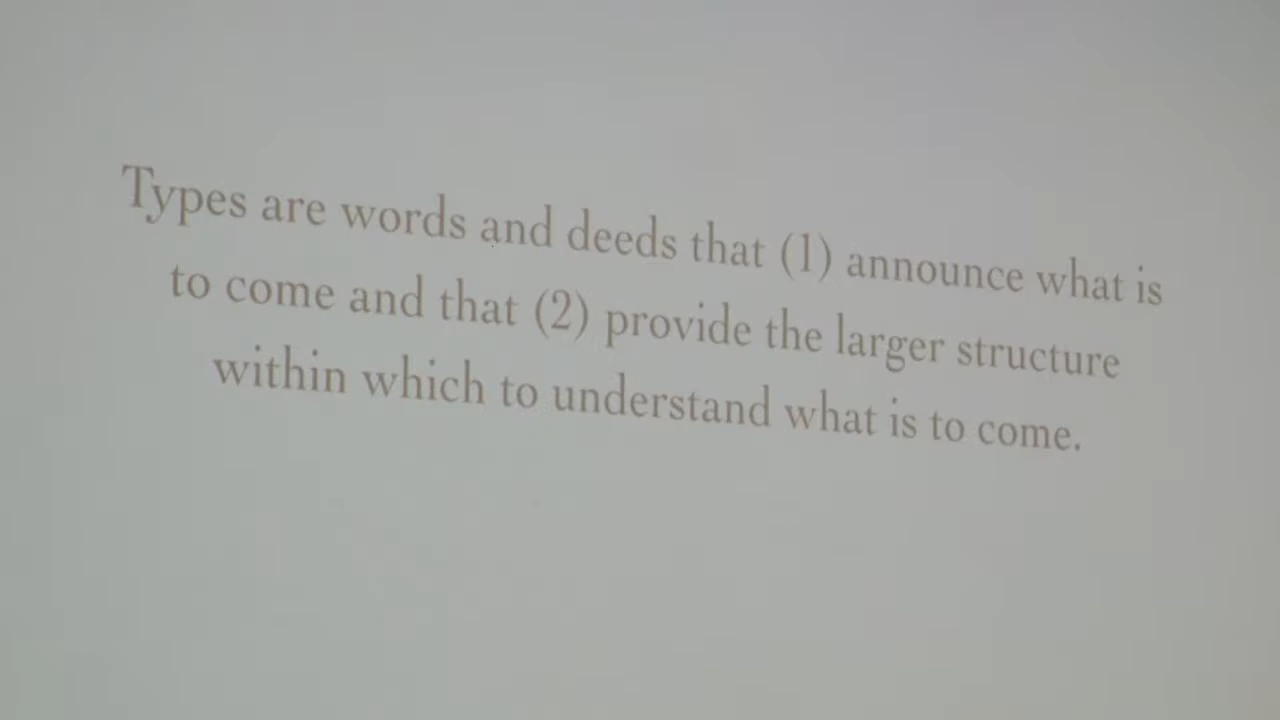 Types are words and deeds that (1) announce what is
to come and that (2) provide the larger structure
within which to understand what is to come.